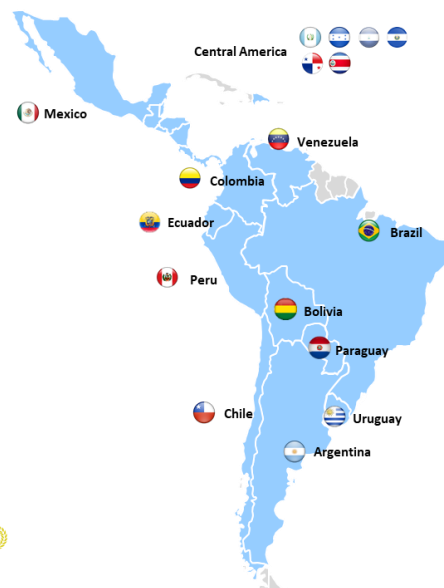 Central America
Mexico
Venezuela
Colombia
Ecuador
Brazil
Peru
Bolivia
Paraguay
Chile
Uruguay
Argentina